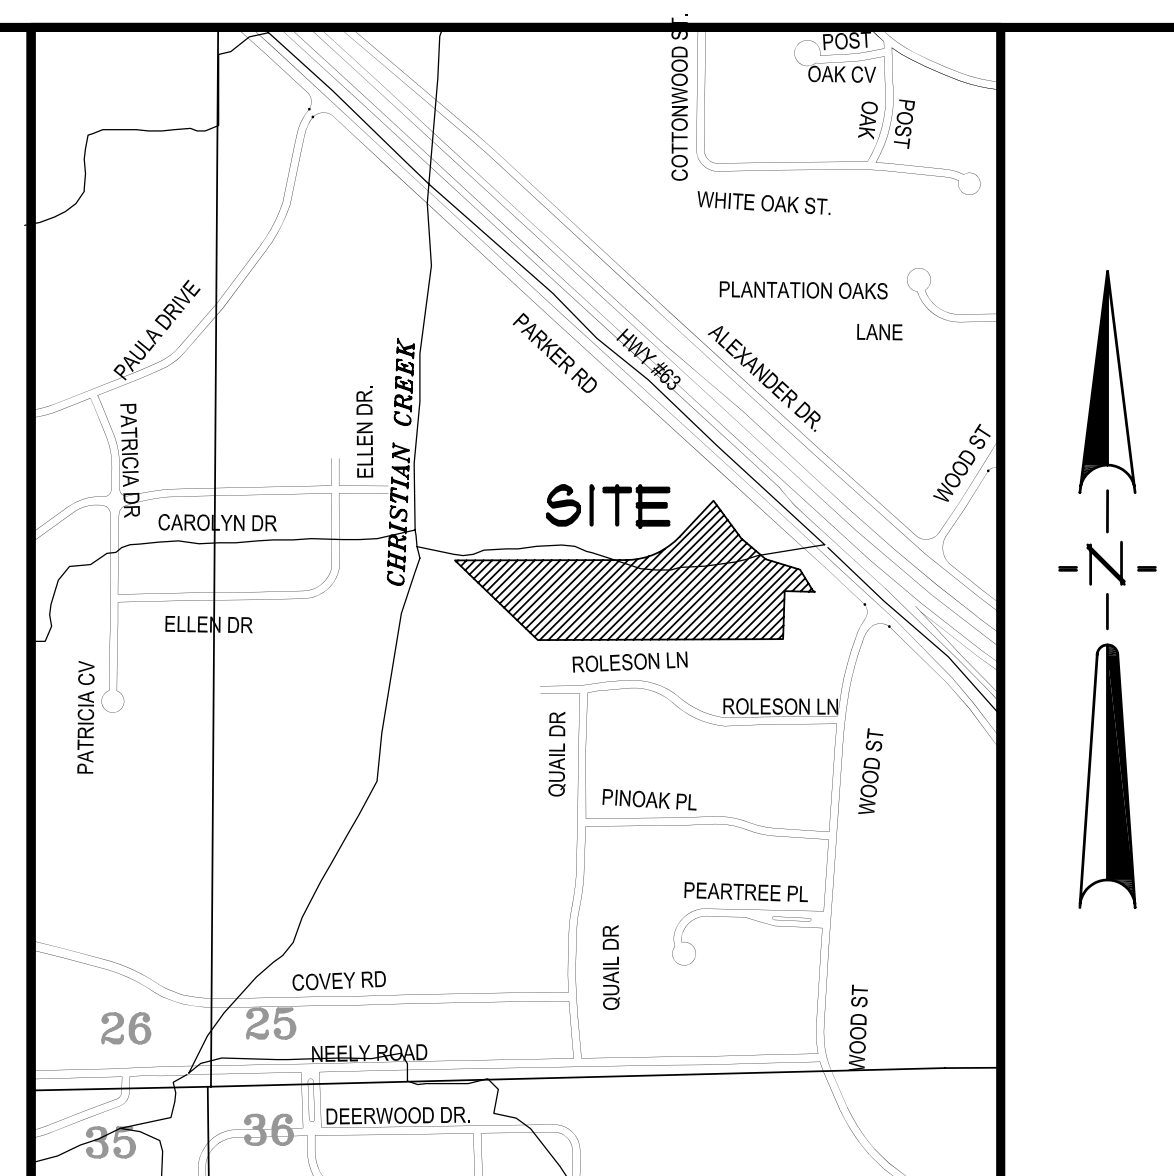 COTTONWOOD ST.
POST
OAK CV
POST
OAK
WHITE OAK ST.
PLANTATION OAKS
LANE
PAULA DRIVE
PARKER RD
HWY #63
ALEXANDER DR.
CHRISTIAN CREEK
ELLEN DR.
PATRICIA DR
WOOD ST
SITE
CAROLYN DR
N
ELLEN DR
ROLESON LN
PATRICIA CV
ROLESON LN
QUAIL DR
WOOD ST
PINOAK PL
PEARTREE PL
QUAIL DR
COVEY RD
WOOD ST
26
25
NEELY ROAD
35
36
DEERWOOD DR.